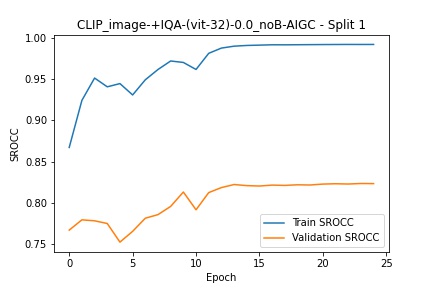 CLIP_image-+IQA-(vit-32)-0.0_noB-AIGC - Split 1
1.00
0.95
0.90
0.85
0.80
0.75
SROCC
Train SROCC
Validation SROCC
0 5 10 15 20 25
Epoch